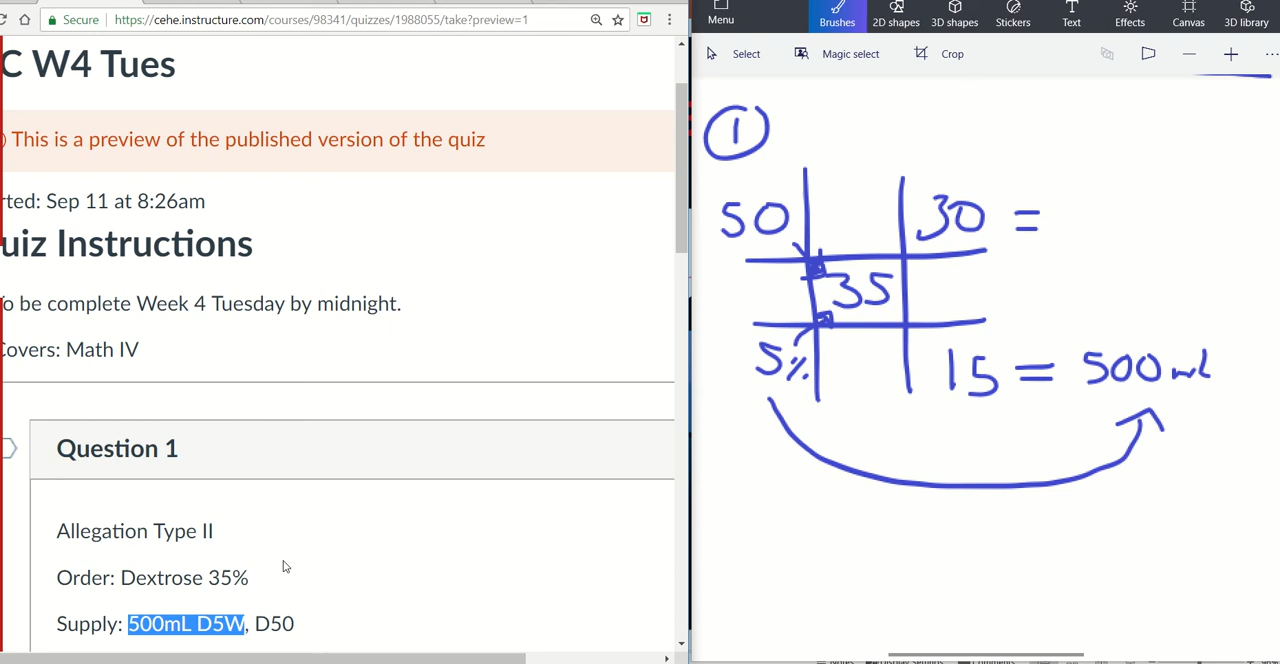 Secure https://cehe.instructure.com/courses/98341/quizzes/1988055/take?preview=1
C W4 Tues
) This is a preview of the published version of the quiz
rted: Sep 11 at 8:26am
uiz Instructions
o be complete Week 4 Tuesday by midnight.
Covers: Math IV
Question 1
Allegation Type II
Order: Dextrose 35%
Supply: 500mL D5W, D50
Menu Brushes 2D shapes 3D shapes Stickers Text Effects Canvas 3D library
Select Magic select Crop
1
50 30 =
35
5% 15 = 500mL